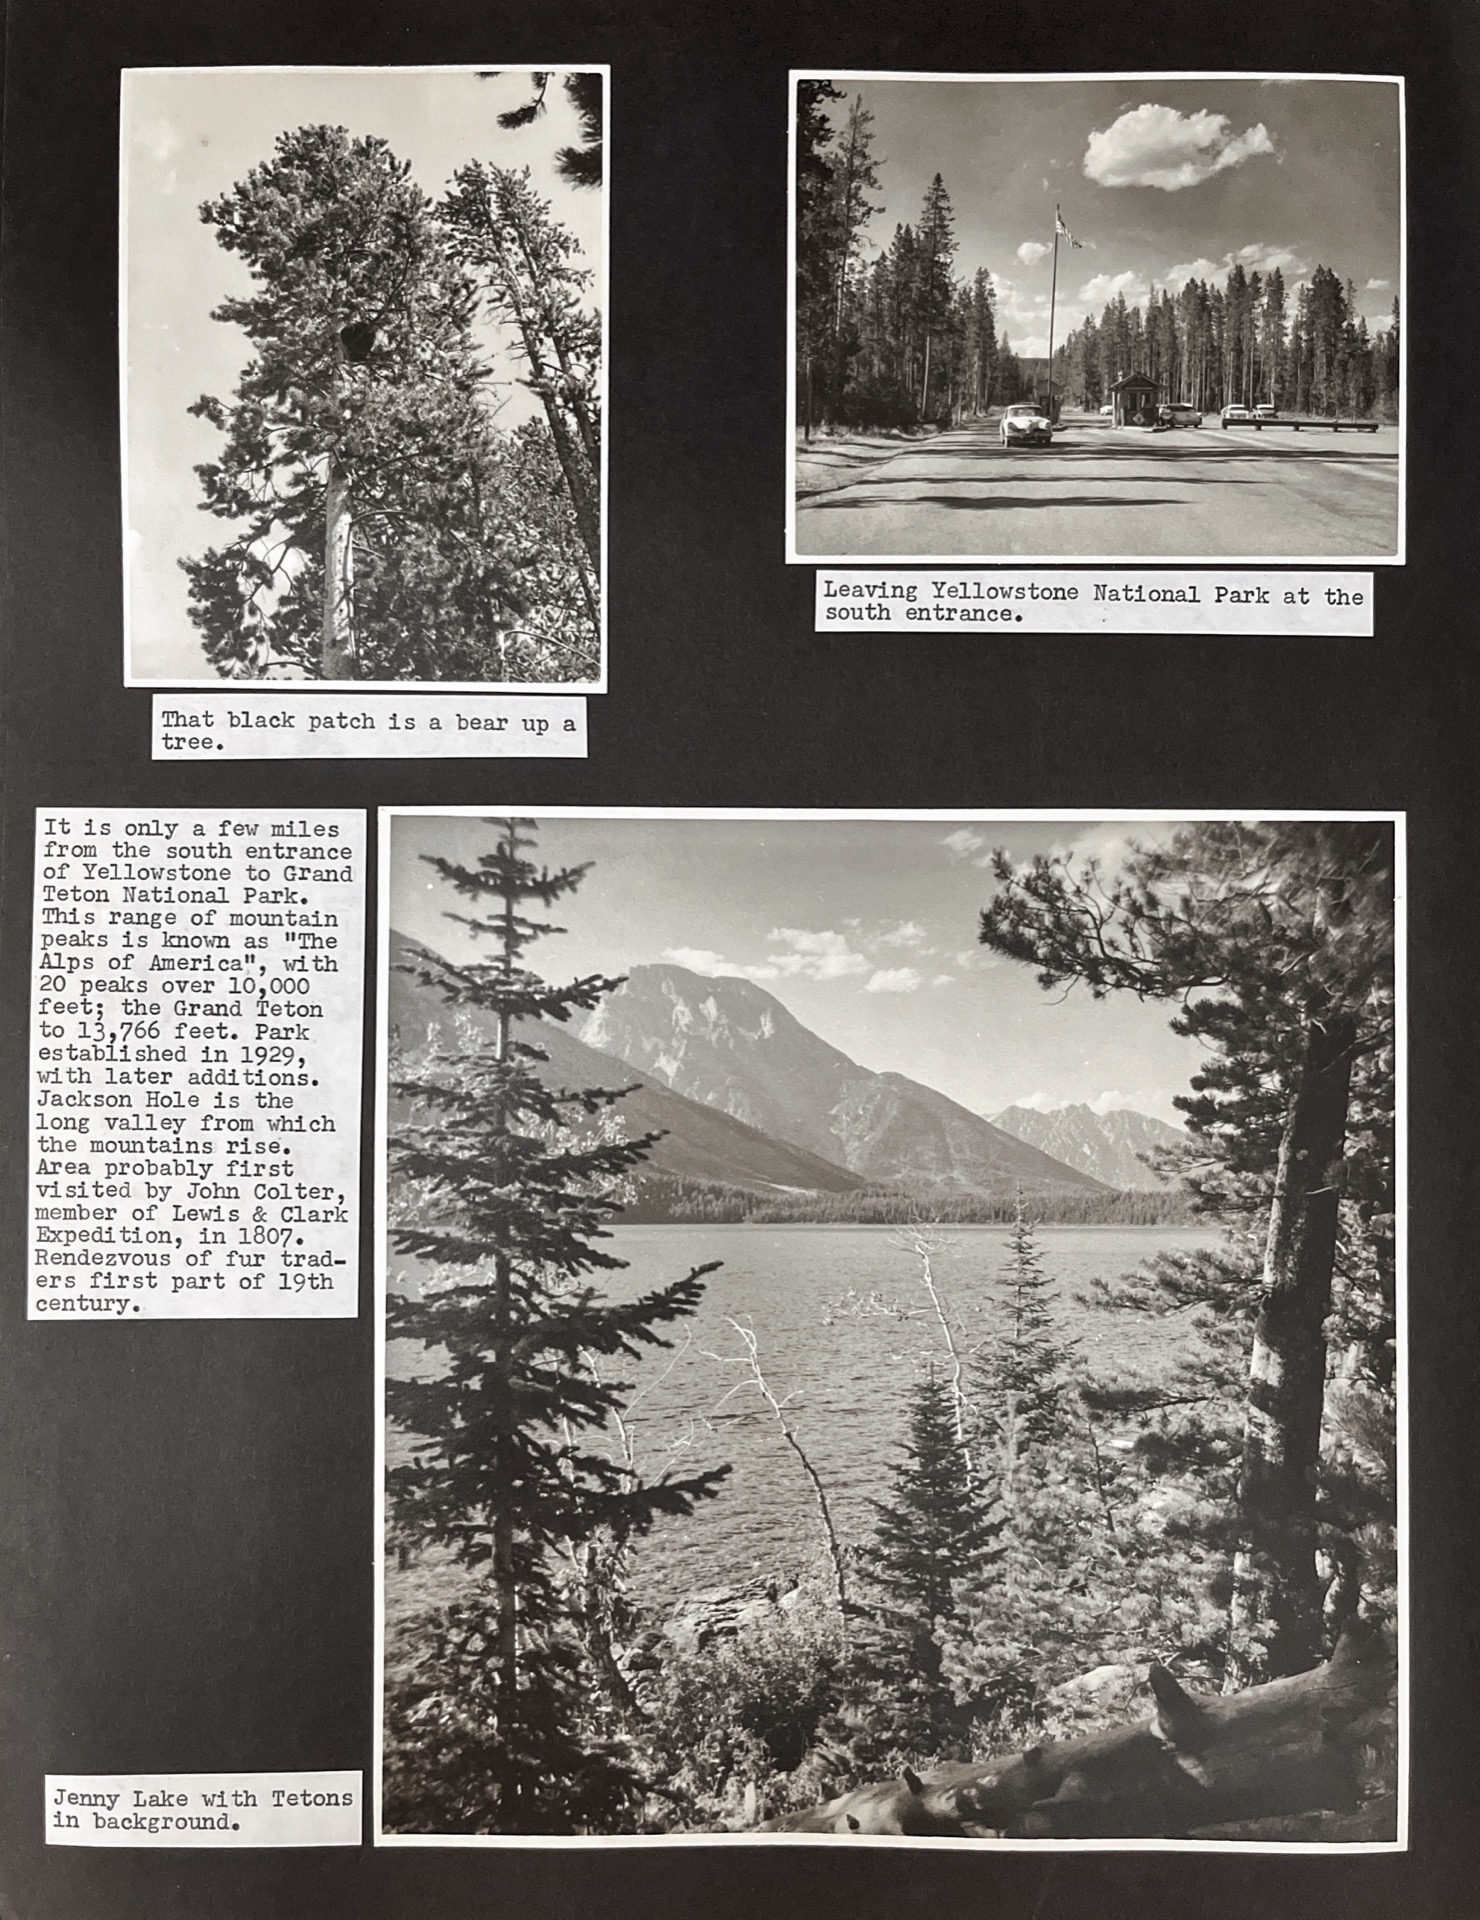 That black patch is a bear up a
tree.
Leaving Yellowstone National Park at the
south entrance.
It is only a few miles
from the south entrance
of Yellowstone to Grand
Teton National Park.
This range of mountain
peaks is known as "The
Alps of America", with
20 peaks over 10,000
feet; the Grand Teton
to 13,766 feet. Park
established in 1929,
with later additions.
Jackson Hole is the
long valley from which
the mountains rise.
Area probably first
visited by John Colter,
member of Lewis & Clark
Expedition, in 1807.
Rendezvous of fur trad-
ers first part of 19th
century.
Jenny Lake with Tetons
in background.